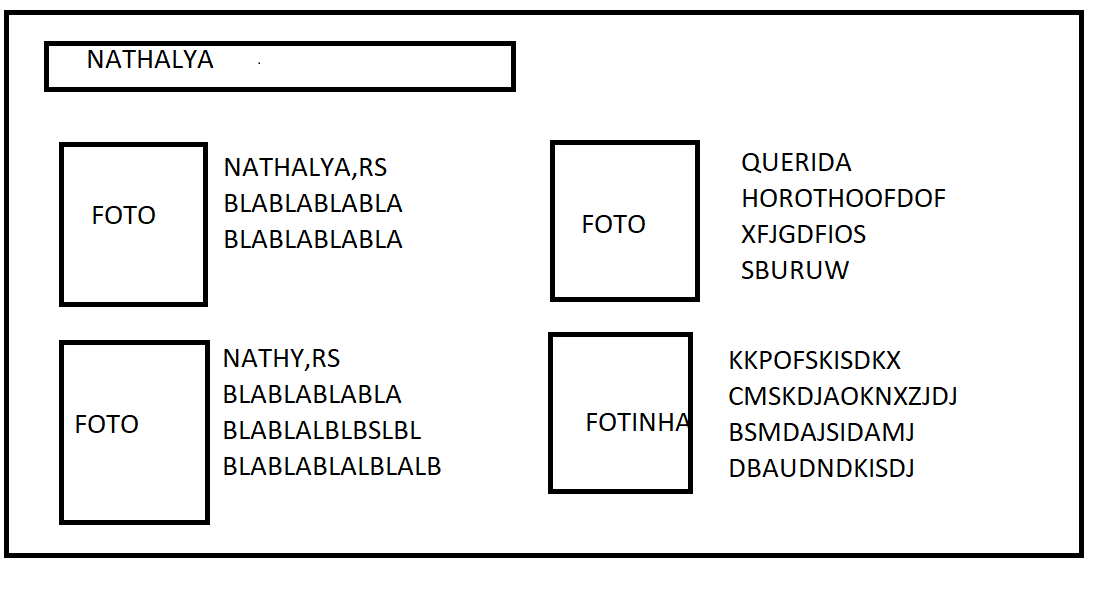 NATHALYA .
FOTO
NATHALYA,RS
BLABLABLABLA
BLABLABLABLA
FOTO
QUERIDA
HOROTHOOFDOF
XFJGDFIOS
SBURUW
FOTO
NATHY,RS
BLABLABLABLA
BLABLALBLBSLBL
BLABLABLALBLALB
FOTINHA
KKPOFSKISDKX
CMSKDJAOKNXZJDJ
BSMDAJSIDAMJ
DBAUDNDKISDJ